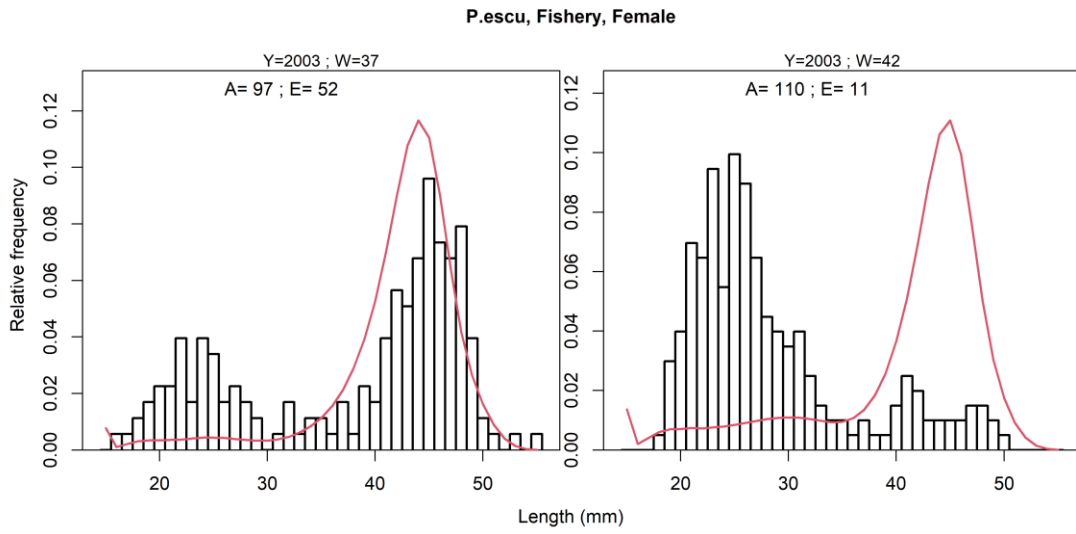 P.escu, Fishery, Female
Y=2003 ; W=37
A= 97 ; E= 52
Relative frequency
0.12
0.10
0.08
0.06
0.04
0.02
0.00
20 30 40 50
Y=2003 ; W=42
A= 110 ; E= 11
0.12
0.10
0.08
0.06
0.04
0.02
0.00
20 30 40 50
Length (mm)